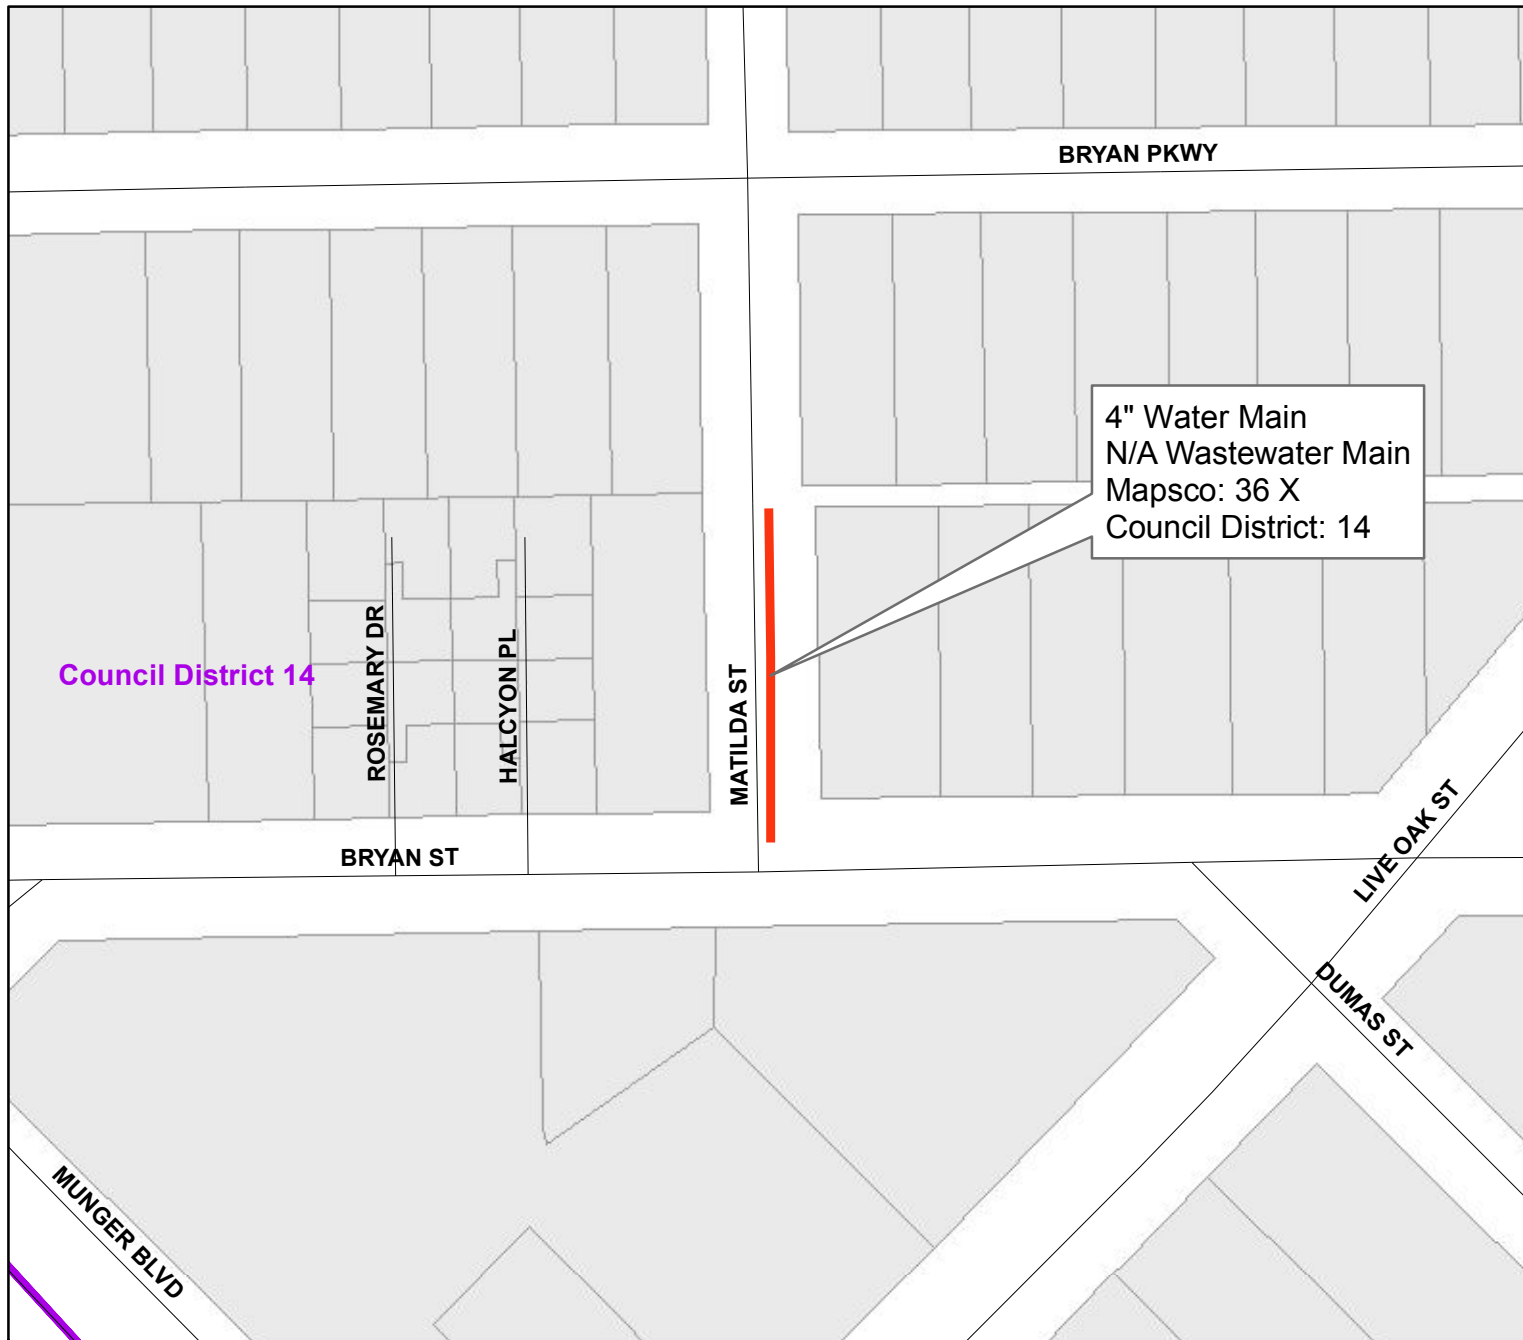 BRYAN PKWY
4" Water Main
N/A Wastewater Main
Mapsco: 36 X
Council District: 14
Council District 14
ROSEMARY DR
HALCYON PL
MATILDA ST
BRYAN ST
LIVE OAK ST
DUMAS ST
MUNGER BLVD